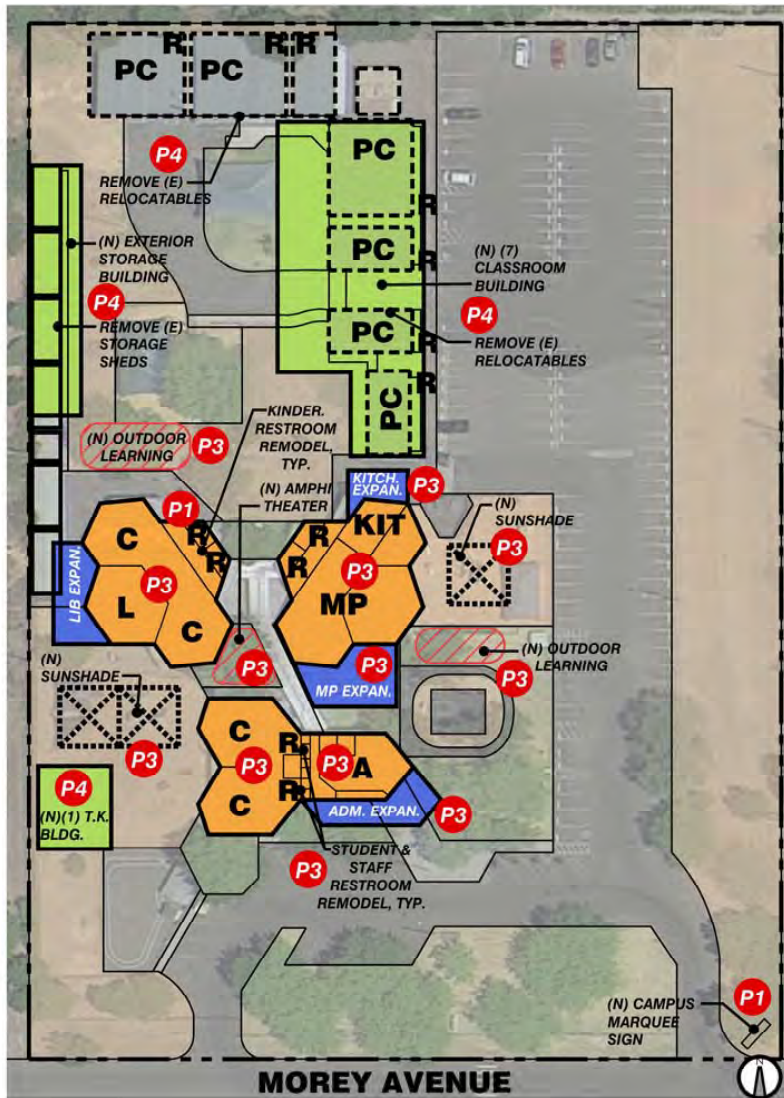 R
R
R
PC
PC
P4
REMOVE (E)
RELOCATABLES
PC
R
(N) EXTERIOR
STORAGE
BUILDING
PC
R
(N) (7)
CLASSROOM
BUILDING
P4
REMOVE (E)
STORAGE
SHEDS
P4
REMOVE (E)
RELOCATABLES
PC
R
PC
R
KINDER.
RESTROOM
REMODEL,
TYP.
(N) OUTDOOR
LEARNING
P3
(N) AMPHI
THEATER
KITCH.
EXPAN.
P3
P1
R
R
C
R
R
KIT
(N)
SUNSHADE
P3
LIB EXPAN.
P3
L
C
P3
MP
P3
MP EXPAN.
P3
(N) OUTDOOR
LEARNING
P3
(N)
SUNSHADE
P3
C
P3
C
R
R
P3
A
P4
(N)(1) T.K.
BLDG.
ADM. EXPAN.
P3
P3
STUDENT &
STAFF
RESTROOM
REMODEL, TYP.
P1
(N) CAMPUS
MARQUEE
SIGN
MOREY AVENUE
N